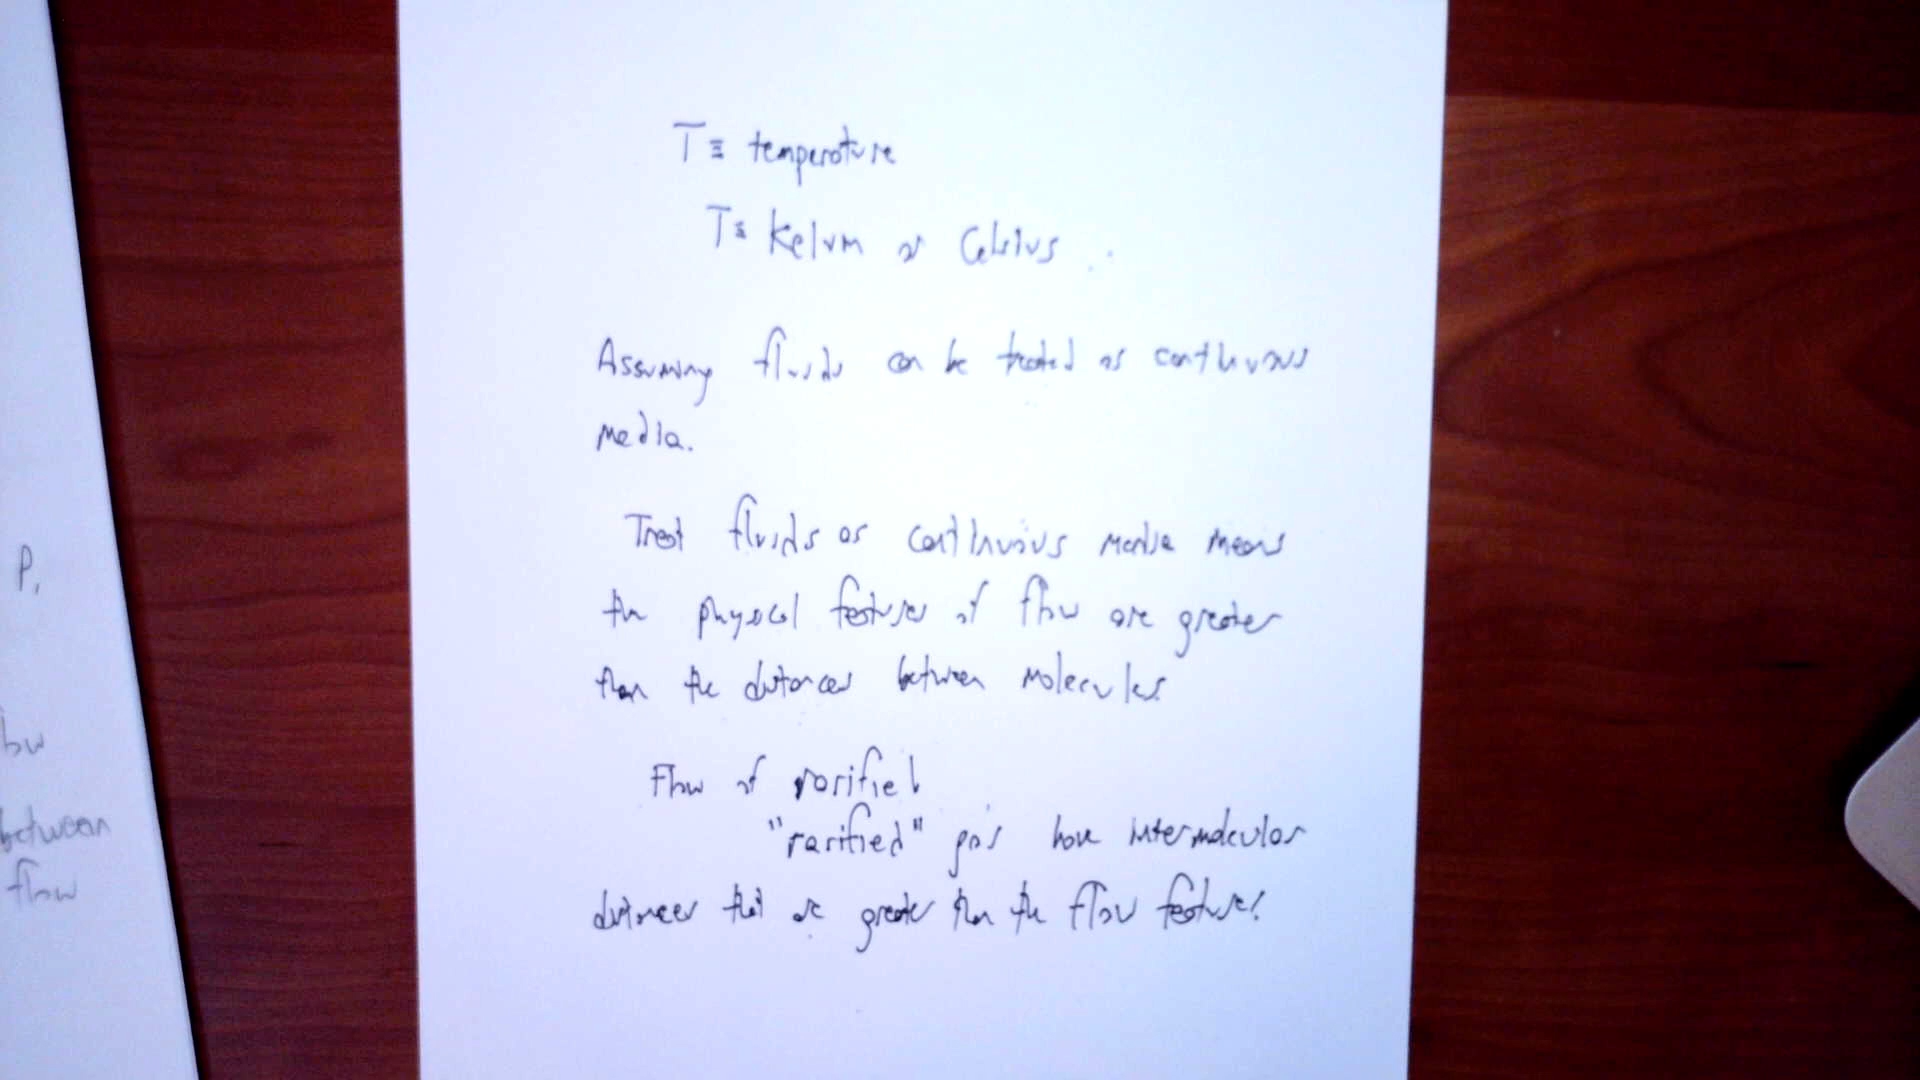 T ≡ temperature
T ≡ Kelvin or Celsius
Assuming fluids can be treated as continuous
media.
Treat fluids as continuous media means
the physical features of flow are greater
than the distances between molecules
Flow of rarified
"rarified" gas have intermolecular
distances that are greater than the flow features.
P,
between
flow